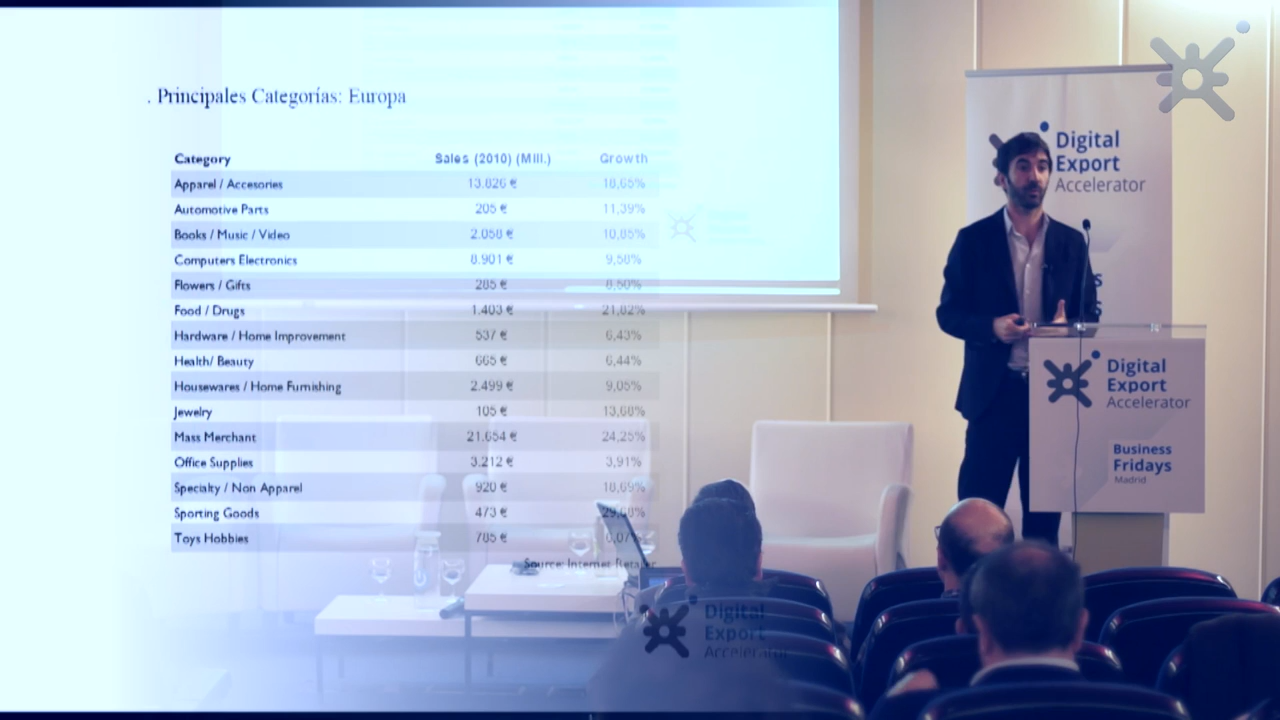 . Principales Categorías: Europa
Category Sales (2010) (Mill.) Growth
Apparel / Accesories 13.826 € 18,65%
Automotive Parts 205 € 11,39%
Books / Music / Video 2.058 € 10,85%
Computers Electronics 8.901 € 9,58%
Flowers / Gifts 285 € 8,50%
Food / Drugs 1.403 € 21,82%
Hardware / Home Improvement 537 € 6,43%
Health/ Beauty 665 € 6,44%
Housewares / Home Furnishing 2.499 € 9,05%
Jewelry 105 € 13,68%
Mass Merchant 21.654 € 24,25%
Office Supplies 3.212 € 3,91%
Specialty / Non Apparel 920 € 18,69%
Sporting Goods 473 €
Toys Hobbies 785 €
Source: Internet Retailer
Digital
Export
Accelerator
Digital
Export
Accelerator
Business
Fridays
Madrid
Digital
Export
Accelerator